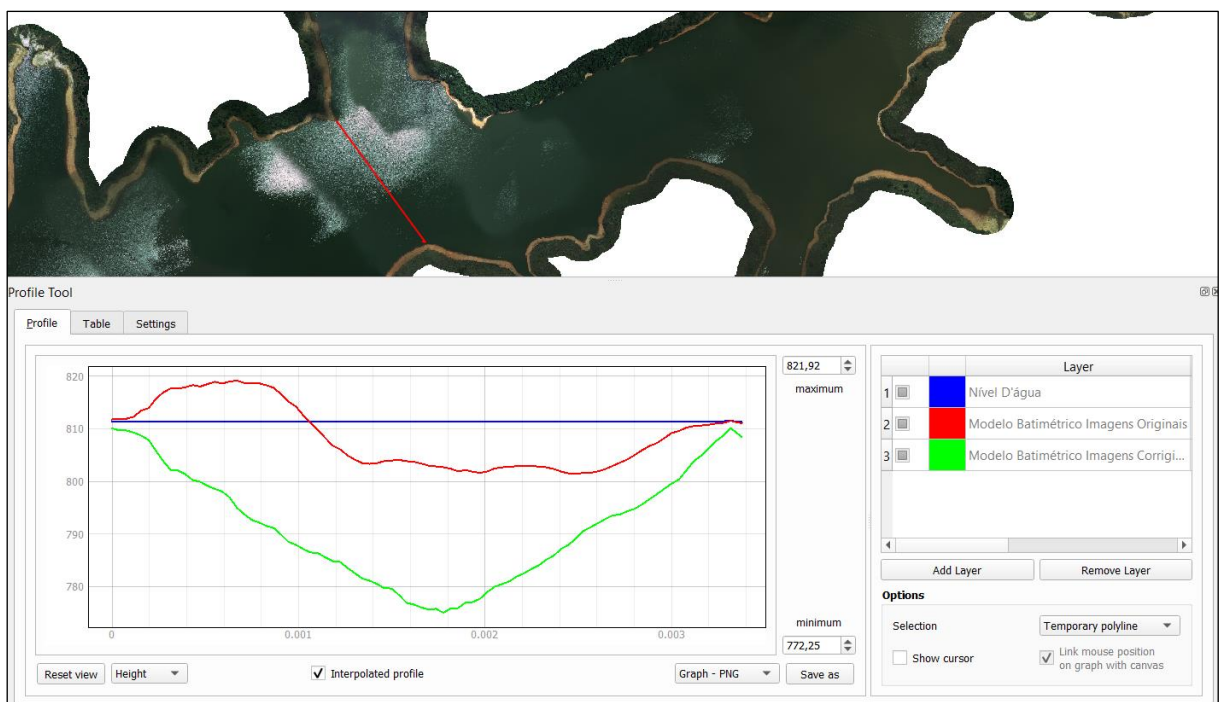 Profile Tool
Profile
Table
Settings
820
810
800
790
780
0
0.001
0.002
0.003
821,92
maximum
minimum
772,25
Reset view
Height
Interpolated profile
Graph - PNG
Save as
Layer
1 Nível D'água
2 Modelo Batimétrico Imagens Originais
3 Modelo Batimétrico Imagens Corrigi...
Add Layer
Remove Layer
Options
Selection
Temporary polyline
Show cursor
Link mouse position
on graph with canvas